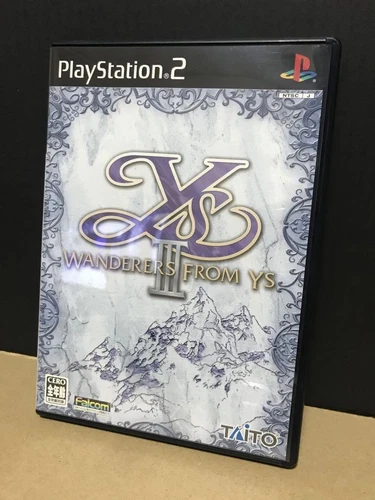 PlayStation®2
NTSC J
Ys
III
WANDERERS FROM YS
CERO
全年齢
Falcom
TAITO